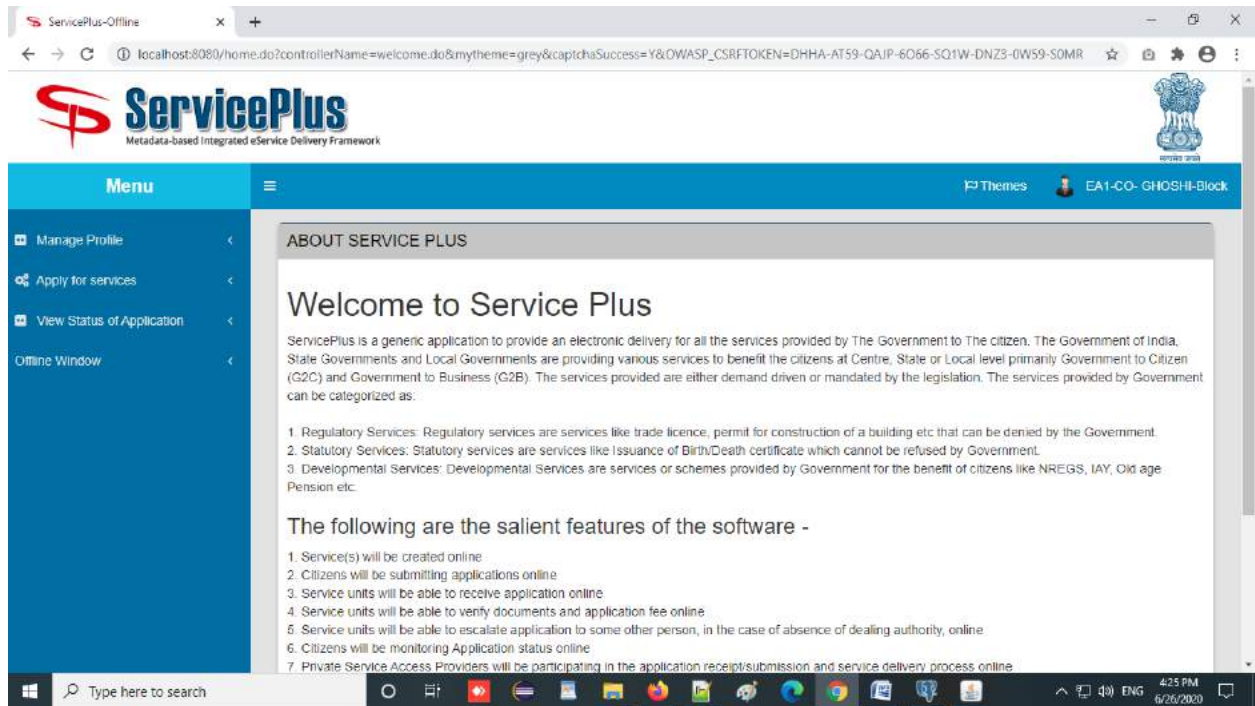 ServicePlus-Offline
localhost:8080/home.do?controllerName=welcome.do&mytheme=grey&captchaSuccess=Y&OWASP_CSRFTOKEN=DHHA-AT59-QAJP-6O66-SQ1W-DNZ3-0W59-S0MR
ServicePlus
Metadata-based Integrated eService Delivery Framework
सत्यमेव जयते
Menu
Themes
EA1-CO- GHOSHI-Block
Manage Profile
Apply for services
View Status of Application
Offline Window
ABOUT SERVICE PLUS
Welcome to Service Plus
ServicePlus is a generic application to provide an electronic delivery for all the services provided by The Government to The citizen. The Government of India,
State Governments and Local Governments are providing various services to benefit the citizens at Centre, State or Local level primarily Government to Citizen
(G2C) and Government to Business (G2B). The services provided are either demand driven or mandated by the legislation. The services provided by Government
can be categorized as:
1. Regulatory Services: Regulatory services are services like trade licence, permit for construction of a building etc that can be denied by the Government.
2. Statutory Services: Statutory services are services like Issuance of Birth/Death certificate which cannot be refused by Government.
3. Developmental Services: Developmental Services are services or schemes provided by Government for the benefit of citizens like NREGS, IAY, Old age
Pension etc.
The following are the salient features of the software -
1. Service(s) will be created online
2. Citizens will be submitting applications online
3. Service units will be able to receive application online
4. Service units will be able to verify documents and application fee online
5. Service units will be able to escalate application to some other person, in the case of absence of dealing authority, online
6. Citizens will be monitoring Application status online
7. Private Service Access Providers will be participating in the application receipt/submission and service delivery process online
Type here to search
ENG
4:25 PM
6/26/2020